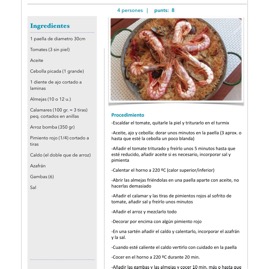 4 personas | punto: 8
Ingredientes
1 paella de diametro 30cm
Tomates (3 sin piel)
Aceite
Cebolla picada (1 grande)
1 diente de ajo cortado a
laminas
Almejas (10 o 12 u.)
Calamares (100 gr. = 3 tiras)
peq. cortados en anillas
Arroz bomba (350 gr)
Pimiento rojo (1/4) cortado a
tiras
Caldo (el doble que de arroz)
Azafrán
Gambas (6)
Sal
Procedimiento
-Escaldar el tomate, quitarle la piel y triturarlo en el turmix
-Aceite, ajo y cebolla: dorar unos minutos en la paella (3 aprox. o
hasta que esté la cebolla un poco blanda)
-Añadir el tomate triturado y freírlo unos 5 minutos hasta que
esté reducido, añadir aceite si es necesario, incorporar sal y
pimienta
-Calentar el horno a 220 ºC (calor superior/inferior)
-Abrir las almejas friéndolas en una paella aparte con aceite, no
hacerlas demasiado
-Añadir el calamar y las tiras de pimientos rojos al sofrito de
tomate, añadir sal y freírlo unos minutos
-Añadir el arroz y mezclarlo todo
-Decorar por encima con algún pimiento rojo
-En una sartén añadir el caldo y calentarlo, incorporar el azafrán
y la sal.
-Cuando esté caliente el caldo vertirlo con cuidado en la paella
-Cocer en el horno a 220 ºC durante 20 min.
-Añadir las gambas y las almejas y cocer 10 min. más o hasta que